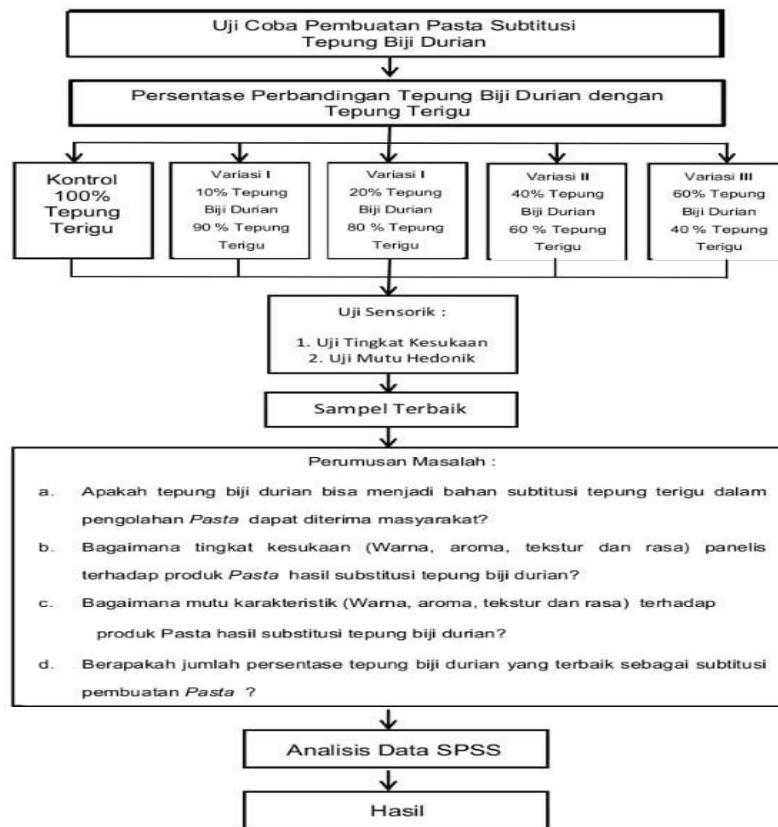 Uji Coba Pembuatan Pasta Subtitusi
Tepung Biji Durian
Persentase Perbandingan Tepung Biji Durian dengan
Tepung Terigu
Kontrol
100%
Tepung
Terigu
Variasi I
10% Tepung
Biji Durian
90 % Tepung
Terigu
Variasi I
20% Tepung
Biji Durian
80 % Tepung
Terigu
Variasi II
40% Tepung
Biji Durian
60 % Tepung
Terigu
Variasi III
60% Tepung
Biji Durian
40 % Tepung
Terigu
Uji Sensorik :
1. Uji Tingkat Kesukaan
2. Uji Mutu Hedonik
Sampel Terbaik
Perumusan Masalah :
a. Apakah tepung biji durian bisa menjadi bahan subtitusi tepung terigu dalam
pengolahan Pasta dapat diterima masyarakat?
b. Bagaimana tingkat kesukaan (Warna, aroma, tekstur dan rasa) panelis
terhadap produk Pasta hasil substitusi tepung biji durian?
c. Bagaimana mutu karakteristik (Warna, aroma, tekstur dan rasa) terhadap
produk Pasta hasil substitusi tepung biji durian?
d. Berapakah jumlah persentase tepung biji durian yang terbaik sebagai subtitusi
pembuatan Pasta ?
Analisis Data SPSS
Hasil